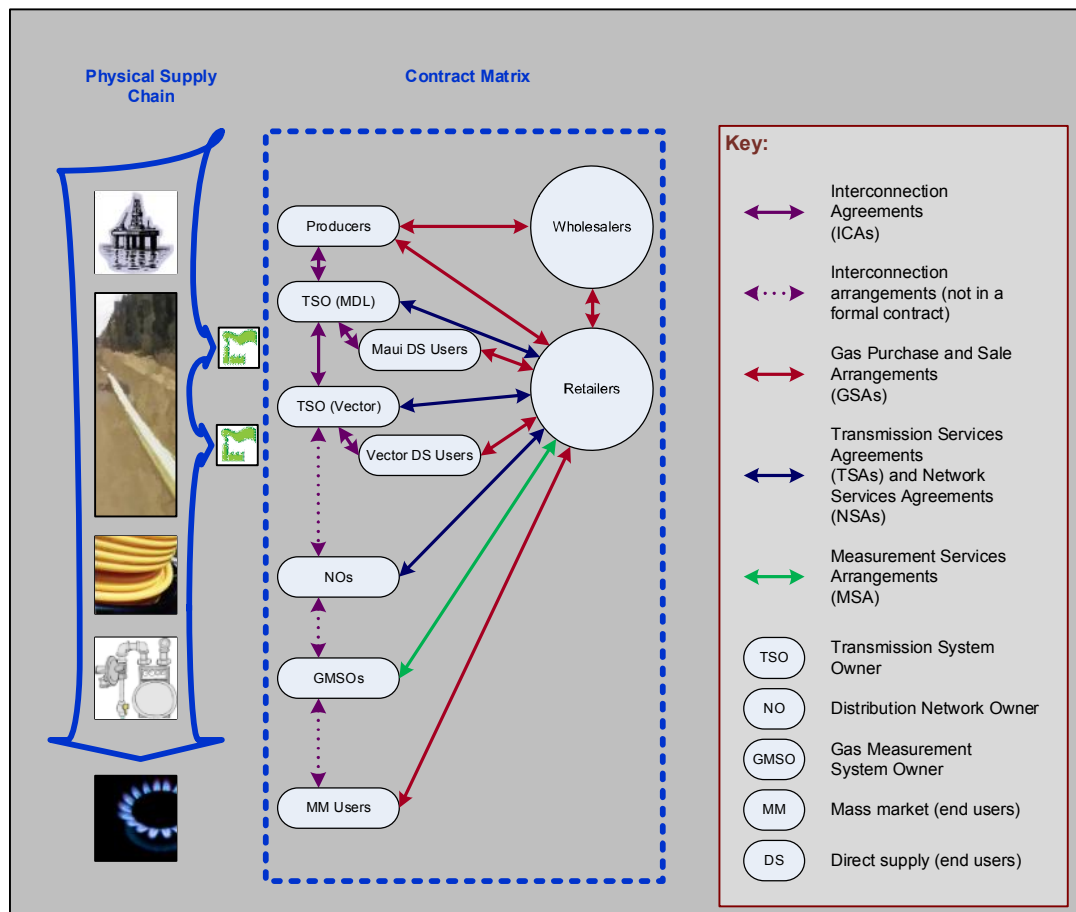 Physical Supply
Chain
Contract Matrix
Producers
Wholesalers
TSO (MDL)
Maui DS Users
Retailers
TSO (Vector)
Vector DS Users
NOs
GMSOs
MM Users
Key:
Interconnection
Agreements
(ICAs)
Interconnection
arrangements (not in a
formal contract)
Gas Purchase and Sale
Arrangements
(GSAs)
Transmission Services
Agreements
(TSAs) and Network
Services Agreements
(NSAs)
Measurement Services
Arrangements
(MSA)
TSO
Transmission System
Owner
NO
Distribution Network Owner
GMSO
Gas Measurement
System Owner
MM
Mass market (end users)
DS
Direct supply (end users)